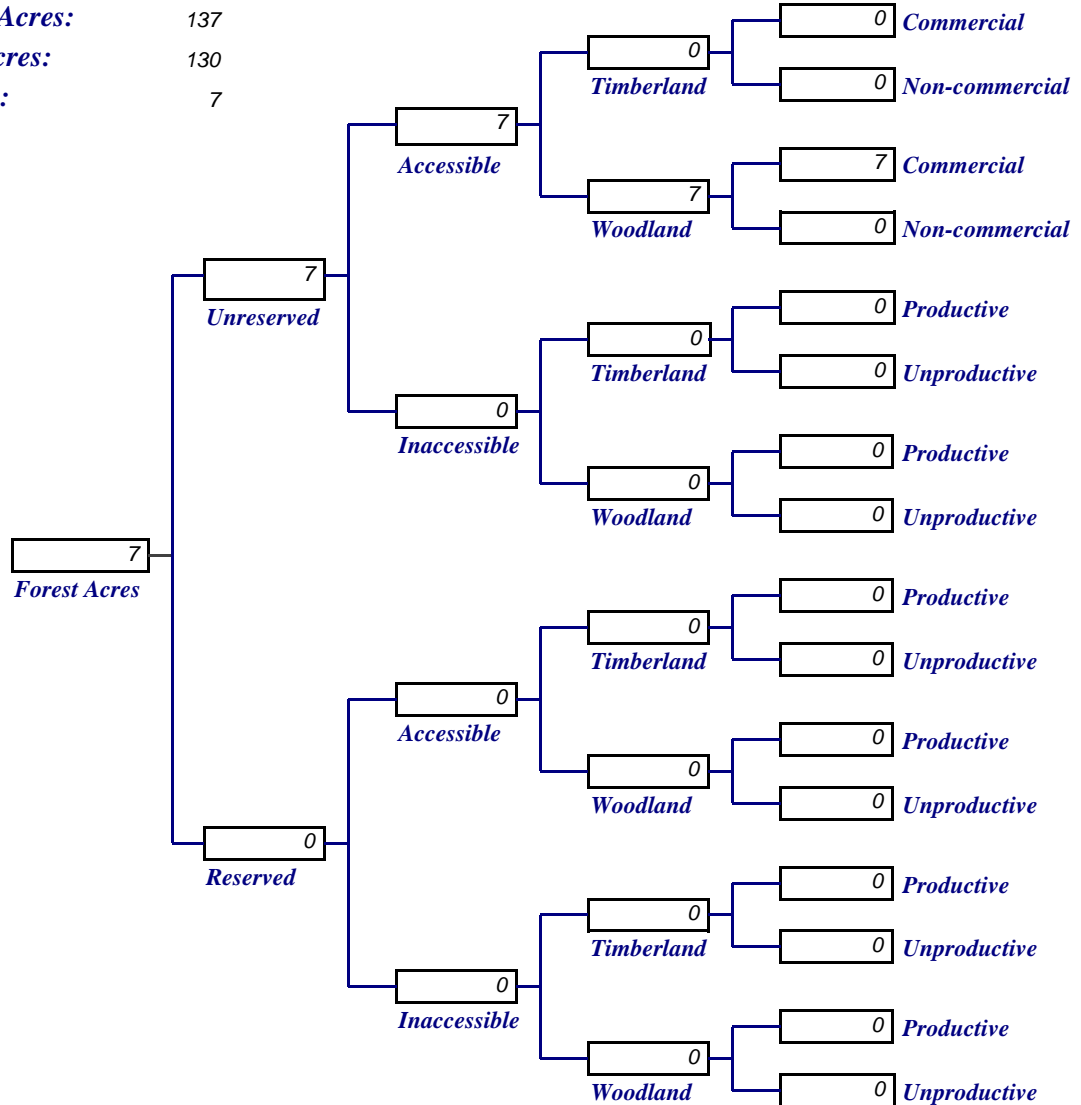 Acres: 137
130
: 7
0 Commercial
0
Timberland
0 Non-commercial
7
Accessible
7 Commercial
7
Woodland
0 Non-commercial
7
Unreserved
0 Productive
0
Timberland
0 Unproductive
0
Inaccessible
0 Productive
0
Woodland
0 Unproductive
7
Forest Acres
0 Productive
0
Timberland
0 Unproductive
0
Accessible
0 Productive
0
Woodland
0 Unproductive
0
Reserved
0 Productive
0
Timberland
0 Unproductive
0
Inaccessible
0 Productive
0
Woodland
0 Unproductive